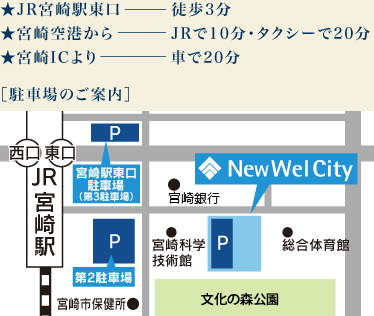 ★JR宮崎駅東口――― 徒歩3分
★宮崎空港から――― JRで10分・タクシーで20分
★宮崎ICより――― 車で20分
[駐車場のご案内]
P
西口 東口
JR宮崎駅
宮崎駅東口
駐車場
(第3駐車場)
NewWelCity
宮崎銀行
P
第2駐車場
宮崎科学
技術館
P
総合体育館
宮崎市保健所
文化の森公園